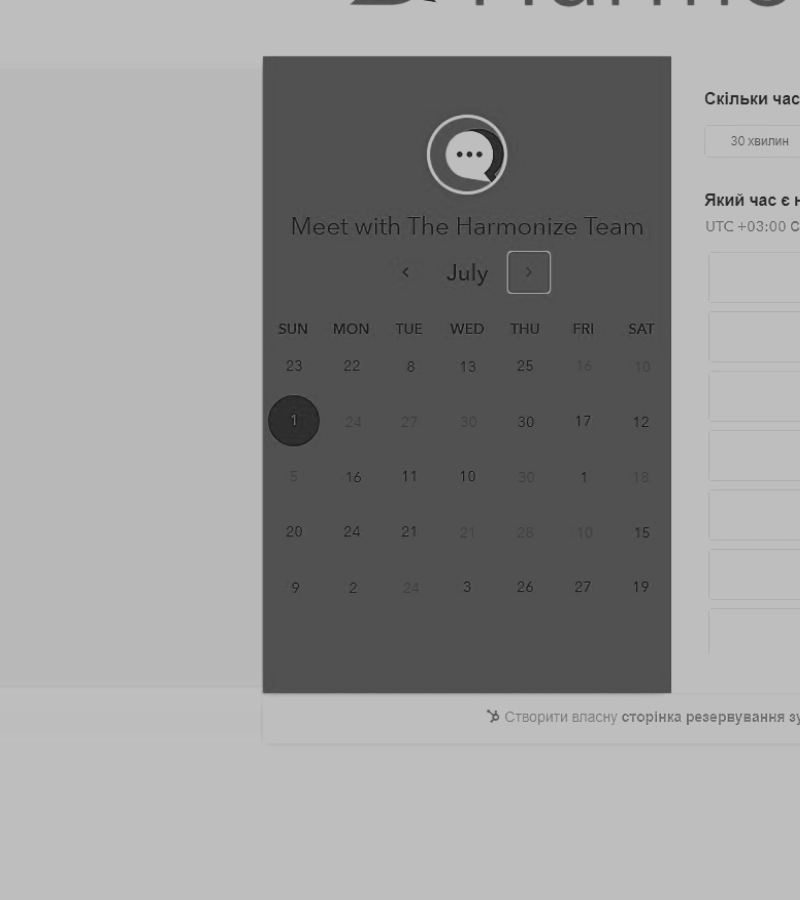 Meet with The Harmonize Team
July
SUN MON TUE WED THU FRI SAT
23 22 8 13 25 16 10
1 24 27 30 30 17 12
5 16 11 10 30 1 18
20 24 21 21 28 10 15
9 2 24 3 26 27 19
Скільки час
30 хвилин
Який час є н
UTC +03:00 С
Створити власну сторінка резервування зу